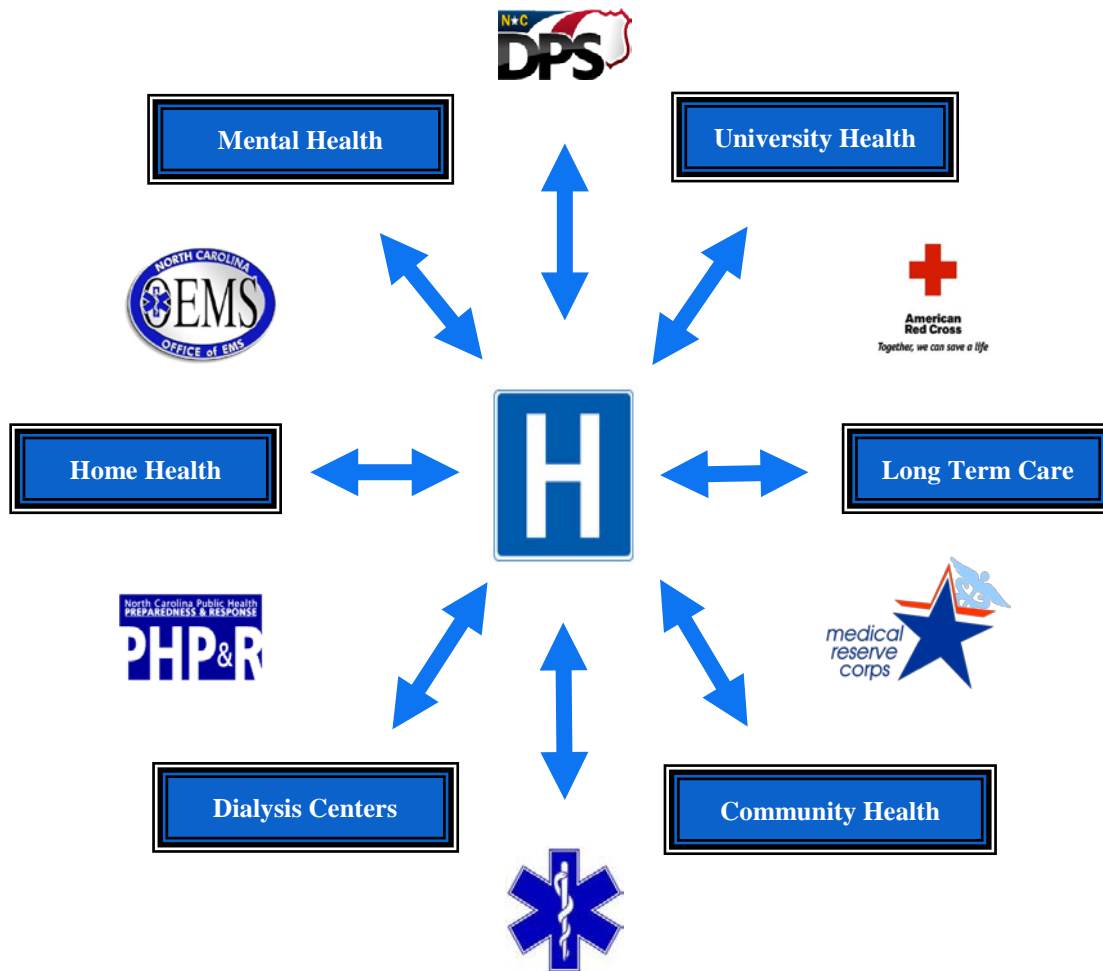 N★C
DPS
Mental Health
University Health
NORTH CAROLINA
OEMS
OFFICE of EMS
American
Red Cross
Together, we can save a life
H
Home Health
Long Term Care
North Carolina Public Health
PREPAREDNESS & RESPONSE
PHP&R
medical
reserve
corps
Dialysis Centers
Community Health